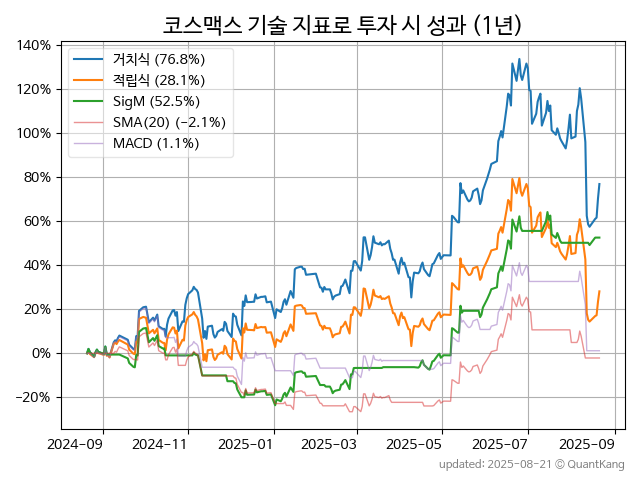 코스맥스 기술 지표로 투자 시 성과 (1년)
140%
120%
100%
80%
60%
40%
20%
0%
−20%
거치식 (76.8%)
적립식 (28.1%)
SigM (52.5%)
SMA(20) (−2.1%)
MACD (1.1%)
2024-09
2024-11
2025-01
2025-03
2025-05
2025-07
2025-09
updated: 2025-08-21 © QuantKang